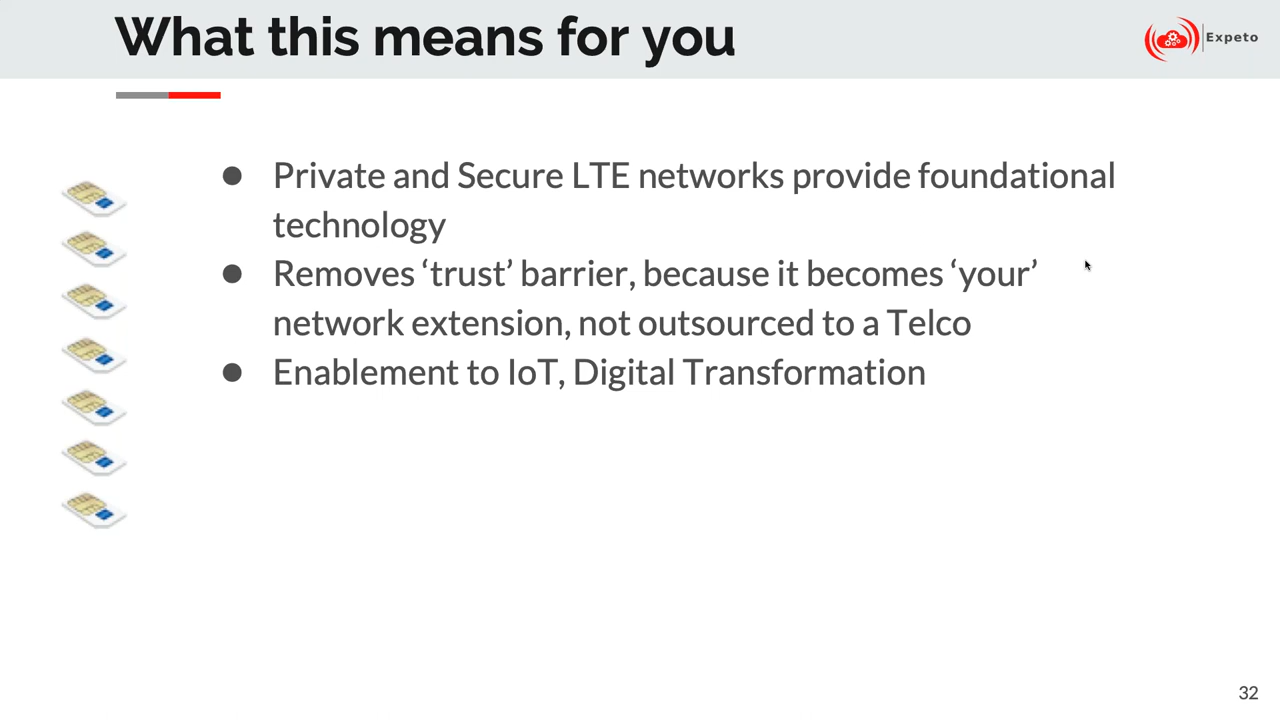 What this means for you
Expeto
● Private and Secure LTE networks provide foundational
technology
● Removes ‘trust’ barrier, because it becomes ‘your’
network extension, not outsourced to a Telco
● Enablement to IoT, Digital Transformation
32